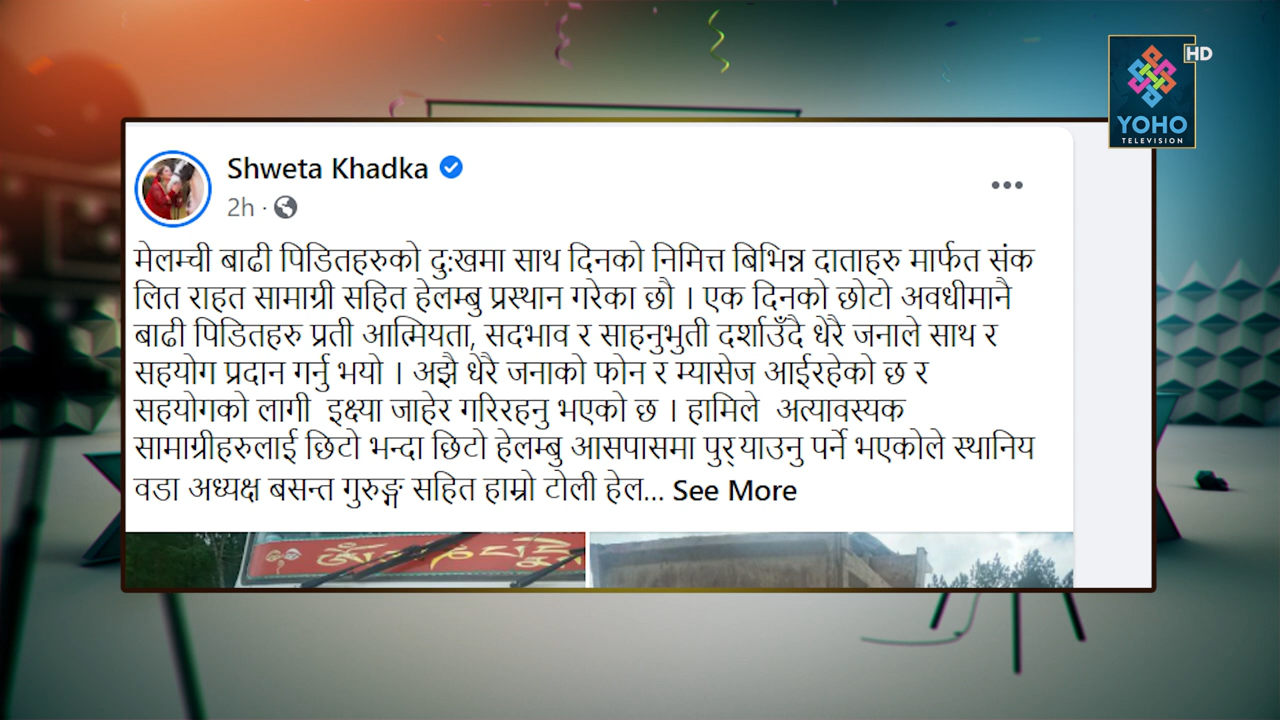 HD
YOHO
TELEVISION
Shweta Khadka
2h ·
मेलम्ची बाढी पिडितहरुको दुःखमा साथ दिनको निमित्त बिभिन्न दाताहरु मार्फत संक
लित राहत सामाग्री सहित हेलम्बु प्रस्थान गरेका छौ । एक दिनको छोटो अवधीमानै
बाढी पिडितहरु प्रती आत्मियता, सदभाव र साहनुभुती दर्शाउँदै धेरै जनाले साथ र
सहयोग प्रदान गर्नु भयो । अझै धेरै जनाको फोन र म्यासेज आईरहेको छ र
सहयोगको लागी इक्ष्या जाहेर गरिरहनु भएको छ । हामिले अत्यावस्यक
सामाग्रीहरुलाई छिटो भन्दा छिटो हेलम्बु आसपासमा पुर्‍याउनु पर्ने भएकोले स्थानिय
वडा अध्यक्ष बसन्त गुरुङ्ग सहित हाम्रो टोली हेल... See More